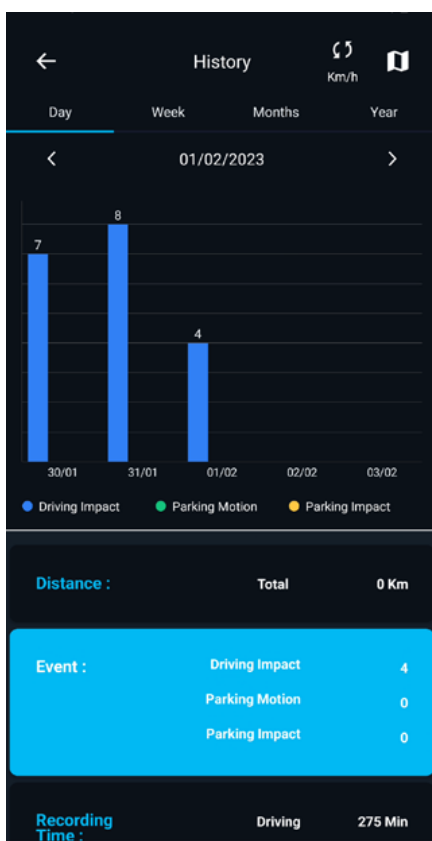 History
Km/h
Day Week Months Year
01/02/2023
8
7
4
30/01 31/01 01/02 02/02 03/02
Driving Impact Parking Motion Parking Impact
Distance : Total 0 Km
Event : Driving Impact 4
Parking Motion 0
Parking Impact 0
Recording Driving 275 Min
Time :